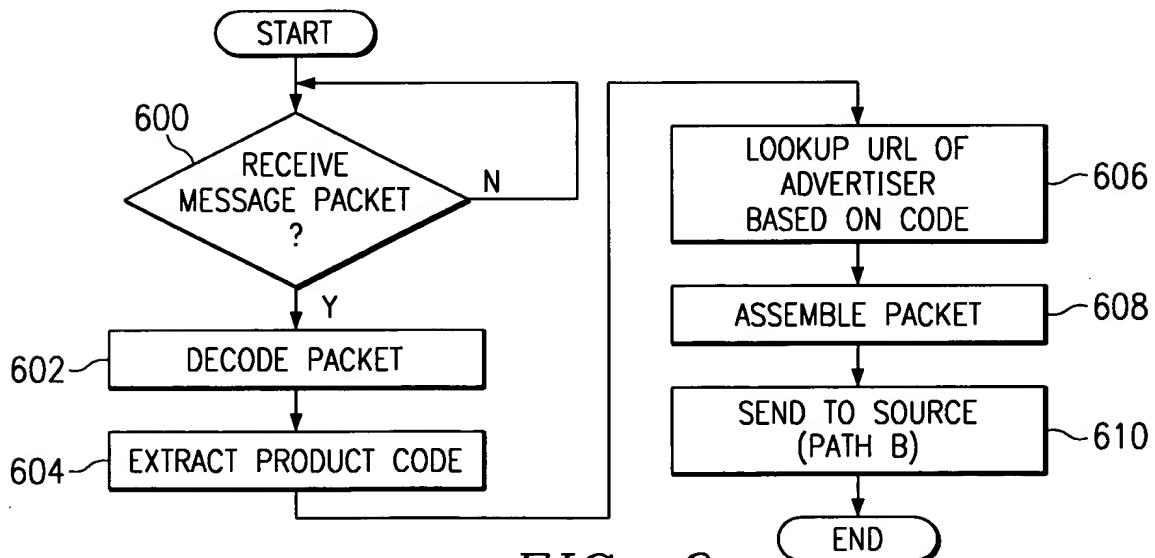 START
600
RECEIVE
MESSAGE PACKET
?
N
Y
602
DECODE PACKET
604
EXTRACT PRODUCT CODE
LOOKUP URL OF
ADVERTISER
BASED ON CODE
606
ASSEMBLE PACKET
608
SEND TO SOURCE
(PATH B)
610
END